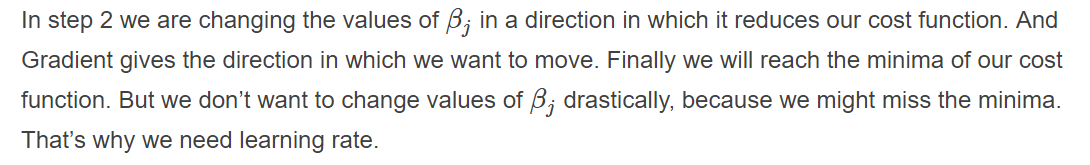 In step 2 we are changing the values of βⱼ in a direction in which it reduces our cost function. And
Gradient gives the direction in which we want to move. Finally we will reach the minima of our cost
function. But we don’t want to change values of βⱼ drastically, because we might miss the minima.
That’s why we need learning rate.